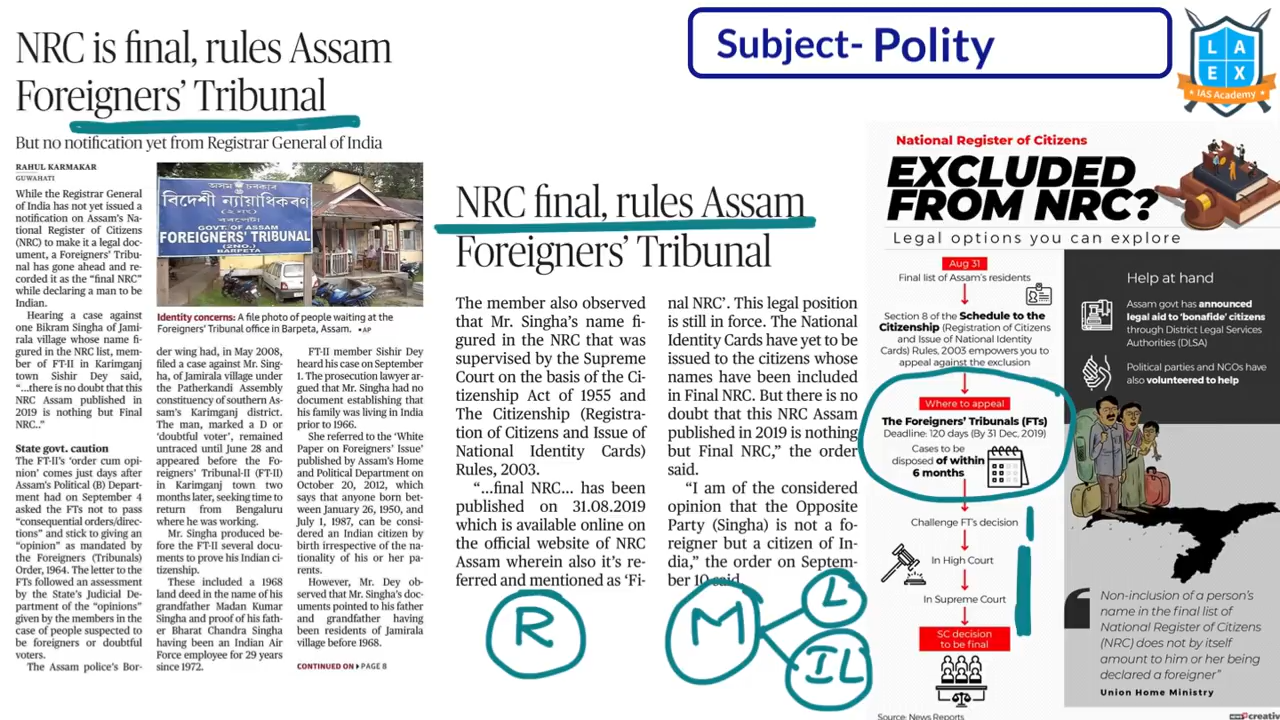 NRC is final, rules Assam
Foreigners' Tribunal
But no notification yet from Registrar General of India
RAHUL KARMAKAR
GUWAHATI
While the Registrar General
of India has not yet issued a
notification on Assam's Na-
tional Register of Citizens
(NRC) to make it a legal doc-
ument, a Foreigners' Tribu-
nal has gone ahead and re-
corded it as the "final NRC"
while declaring a man to be
Indian.
Hearing a case against
one Bikram Singha of Jami-
rala village whose name fi-
gured in the NRC list, mem-
ber of FT-II in Karimganj
town Sishir Dey said,
"...there is no doubt that this
NRC Assam published in
2019 is nothing but Final
NRC.."
State govt. caution
The FT-II's 'order cum opi-
nion' comes just days after
Assam's Political (B) Depart-
ment had on September 4
asked the FTs not to pass
"consequential orders/direc-
tions" and stick to giving an
"opinion" as mandated by
the Foreigners (Tribunals)
Order, 1964. The letter to the
FTs followed an assessment
by the State's Judicial
Department of the "opinions"
given by the members in the
case of people suspected to
be foreigners or doubtful
voters.
The Assam police's Bor-
অসম চৰকাৰ
বিদেশী ন্যায়াধিকৰণ
(২নং)
বৰপেটা
GOVT. OF ASSAM
FOREIGNERS' TRIBUNAL
(2NO.)
BARPETA
Identity concerns: A file photo of people waiting at the
Foreigners' Tribunal office in Barpeta, Assam. •AP
der wing had, in May 2008,
filed a case against Mr. Sing-
ha, of Jamirala village under
the Patherkandi Assembly
constituency of southern As-
sam's Karimganj district.
The man, marked a D or
'doubtful voter', remained
untraced until June 28 and
appeared before the Fo-
reigners' Tribunal-II (FT-II)
in Karimganj town two
months later, seeking time to
return from Bengaluru
where he was working.
Mr. Singha produced be-
fore the FT-II several docu-
ments to prove his Indian ci-
tizenship.
These included a 1968
land deed in the name of his
grandfather Madan Kumar
Singha and proof of his fath-
er Bharat Chandra Singha
having been an Indian Air
Force employee for 29 years
since 1972.
FT-II member Sishir Dey
heard his case on September
1. The prosecution lawyer ar-
gued that Mr. Singha had no
document establishing that
his family was living in India
prior to 1966.
She referred to the 'White
Paper on Foreigners' Issue'
published by Assam's Home
and Political Department on
October 20, 2012, which
says that anyone born bet-
ween January 26, 1950, and
July 1, 1987, can be consi-
dered an Indian citizen by
birth irrespective of the na-
tionality of his or her pa-
rents.
However, Mr. Dey ob-
served that Mr. Singha's doc-
uments pointed to his father
and grandfather having
been residents of Jamirala
village before 1968.
CONTINUED ON ▸ PAGE 8
NRC final, rules Assam
Foreigners' Tribunal
The member also observed
that Mr. Singha's name fi-
gured in the NRC that was
supervised by the Supreme
Court on the basis of the Ci-
tizenship Act of 1955 and
The Citizenship (Registra-
tion of Citizens and Issue of
National Identity Cards)
Rules, 2003.
"...final NRC... has been
published on 31.08.2019
which is available online on
the official website of NRC
Assam wherein also it's re-
ferred and mentioned as 'Fi-
nal NRC'. This legal position
is still in force. The National
Identity Cards have yet to be
issued to the citizens whose
names have been included
in Final NRC. But there is no
doubt that this NRC Assam
published in 2019 is nothing
but Final NRC," the order
said.
"I am of the considered
opinion that the Opposite
Party (Singha) is not a fo-
reigner but a citizen of In-
dia," the order on Septem-
ber 10 said.
R
M
L
IL
Subject- Polity
LA
EX
IAS Academy
National Register of Citizens
EXCLUDED
FROM NRC?
Legal options you can explore
Aug 31
Final list of Assam's residents
Section 8 of the Schedule to the
Citizenship (Registration of Citizens
and Issue of National Identity
Cards) Rules, 2003 empowers you to
appeal against the exclusion
Where to appeal
The Foreigners' Tribunals (FTs)
Deadline: 120 days (By 31 Dec, 2019)
Cases to be
disposed of within
6 months
Challenge FT's decision
In High Court
In Supreme Court
SC decision
to be final
Source: News Reports
Help at hand
Assam govt has announced
legal aid to 'bonafide' citizens
through District Legal Services
Authorities (DLSA)
Political parties and NGOs have
also volunteered to help
Non-inclusion of a person's
name in the final list of
National Register of Citizens
(NRC) does not by itself
amount to him or her being
declared a foreigner"
Union Home Ministry